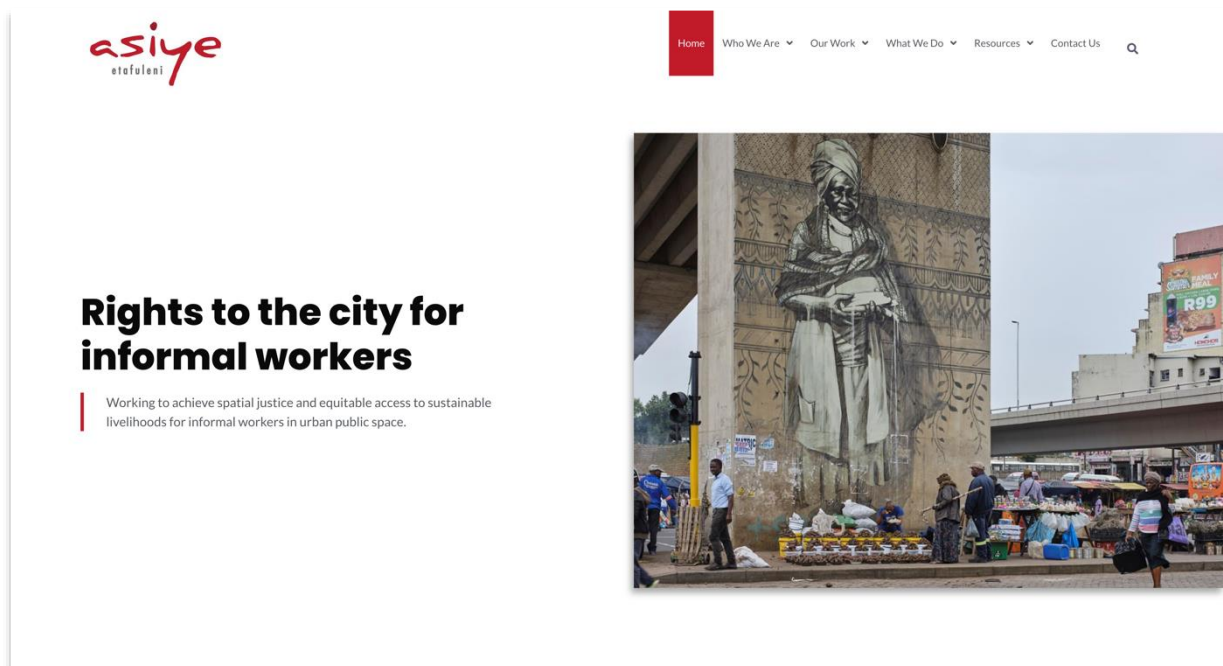 asiye
etafuleni
Home Who We Are Our Work What We Do Resources Contact Us
Rights to the city for
informal workers
Working to achieve spatial justice and equitable access to sustainable
livelihoods for informal workers in urban public space.
FAMILY
MEAL
R99
MATRIC